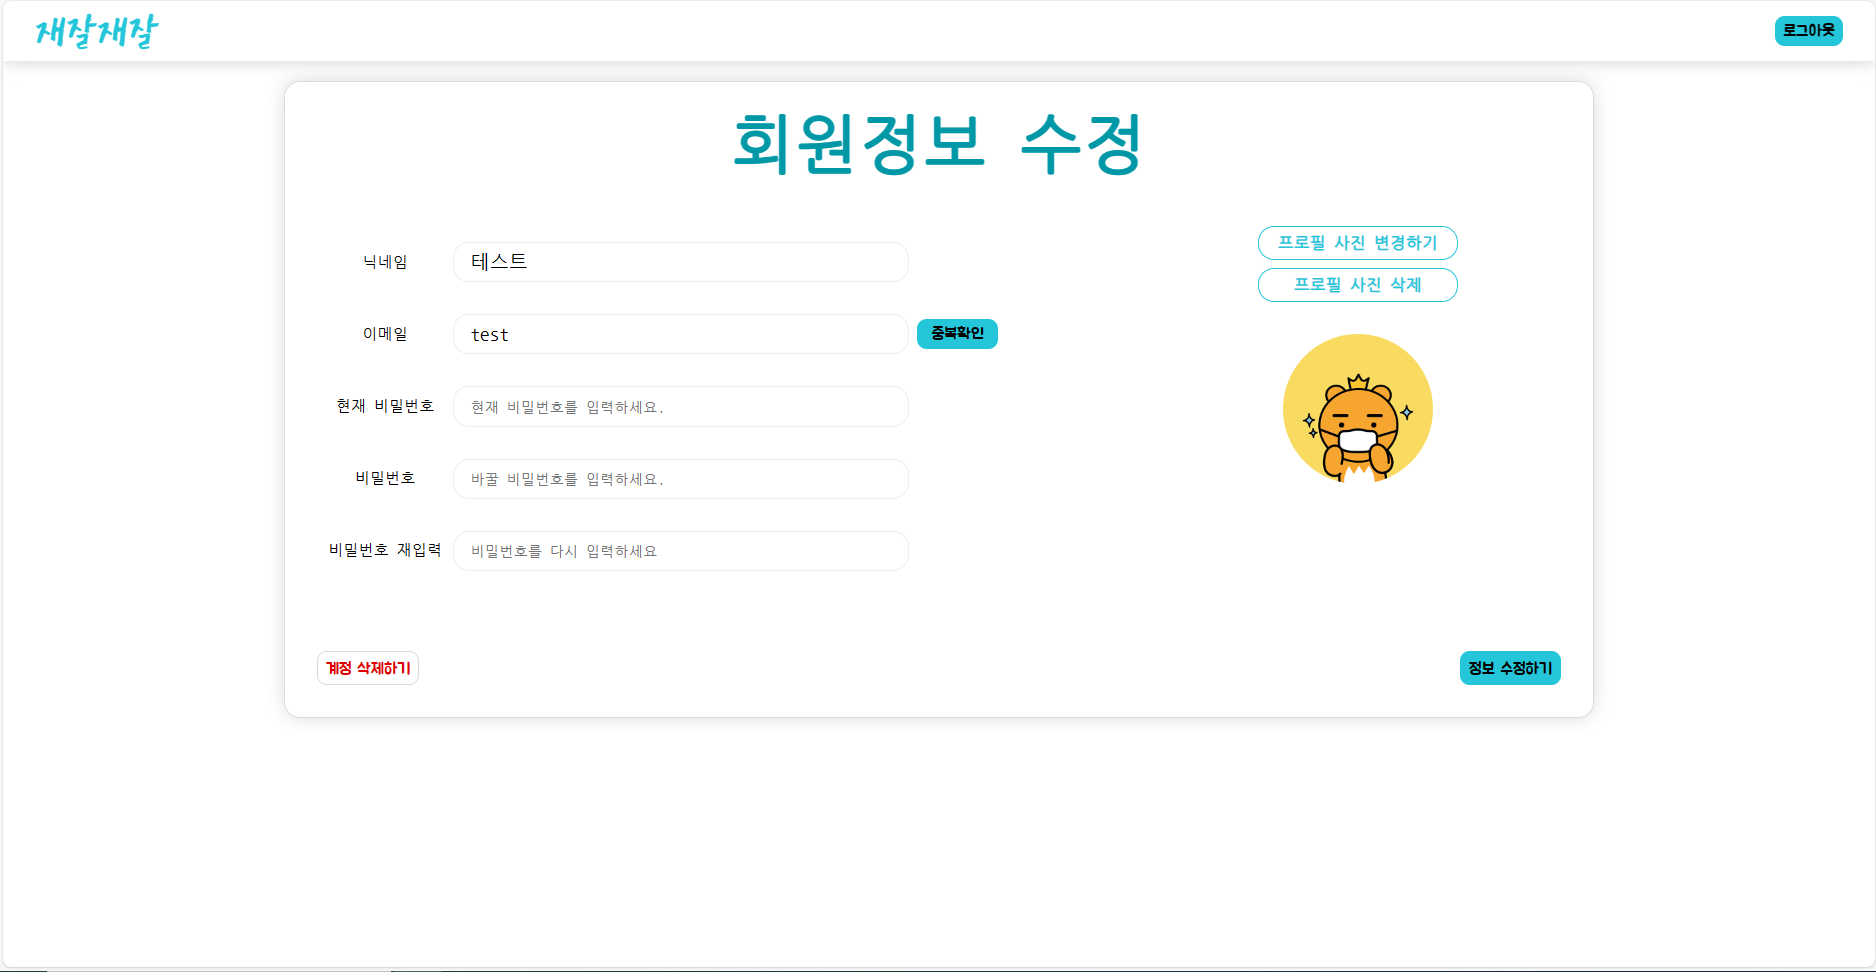 재잘재잘
로그아웃
회원정보 수정
닉네임
테스트
이메일
test
중복확인
현재 비밀번호
현재 비밀번호를 입력하세요.
비밀번호
바꿀 비밀번호를 입력하세요.
비밀번호 재입력
비밀번호를 다시 입력하세요
프로필 사진 변경하기
프로필 사진 삭제
계정 삭제하기
정보 수정하기